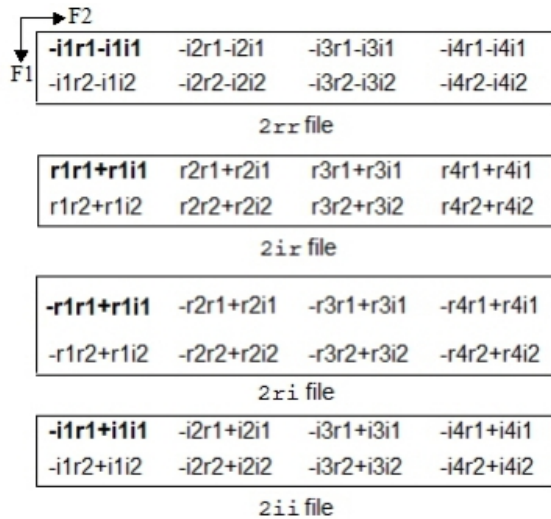 F2
F1
-i1r1-i1i1 -i2r1-i2i1 -i3r1-i3i1 -i4r1-i4i1
-i1r2-i1i2 -i2r2-i2i2 -i3r2-i3i2 -i4r2-i4i2
2rr file
r1r1+r1i1 r2r1+r2i1 r3r1+r3i1 r4r1+r4i1
r1r2+r1i2 r2r2+r2i2 r3r2+r3i2 r4r2+r4i2
2ir file
-r1r1+r1i1 -r2r1+r2i1 -r3r1+r3i1 -r4r1+r4i1
-r1r2+r1i2 -r2r2+r2i2 -r3r2+r3i2 -r4r2+r4i2
2ri file
-i1r1+i1i1 -i2r1+i2i1 -i3r1+i3i1 -i4r1+i4i1
-i1r2+i1i2 -i2r2+i2i2 -i3r2+i3i2 -i4r2+i4i2
2ii file